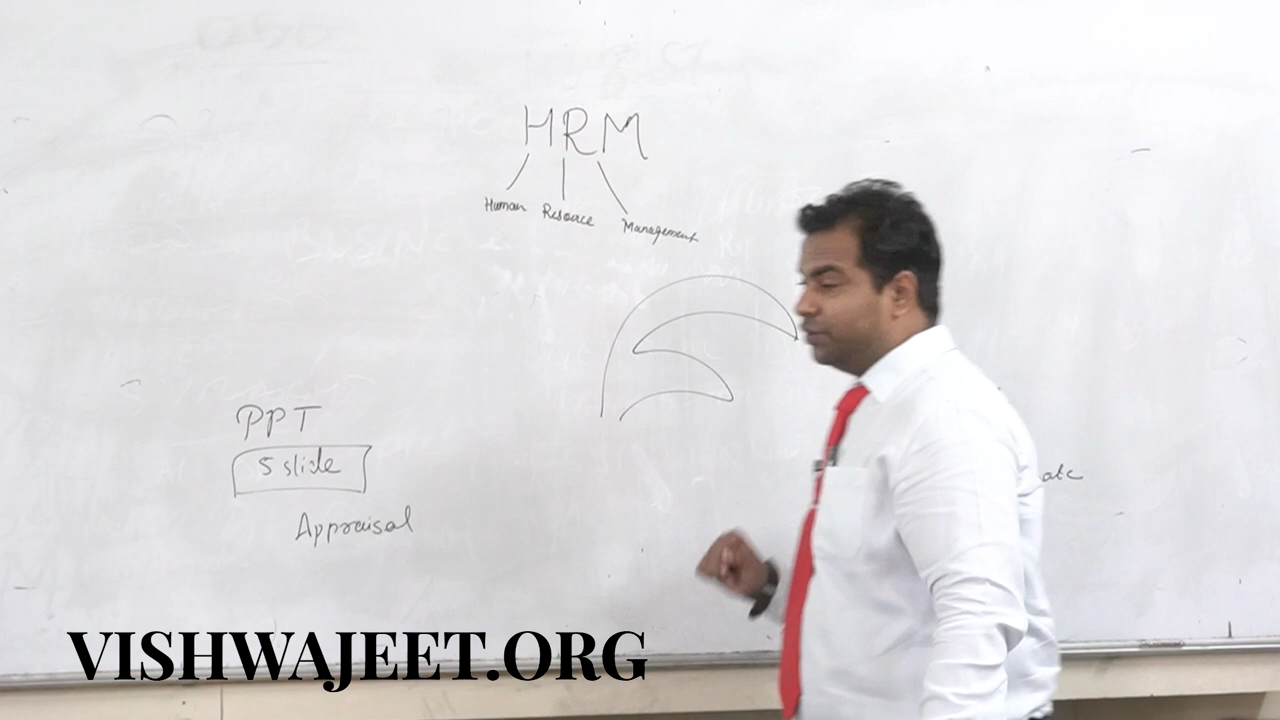 HRM
Human Resource Management
PPT
5 slide
Appraisal
VISHWAJEET.ORG